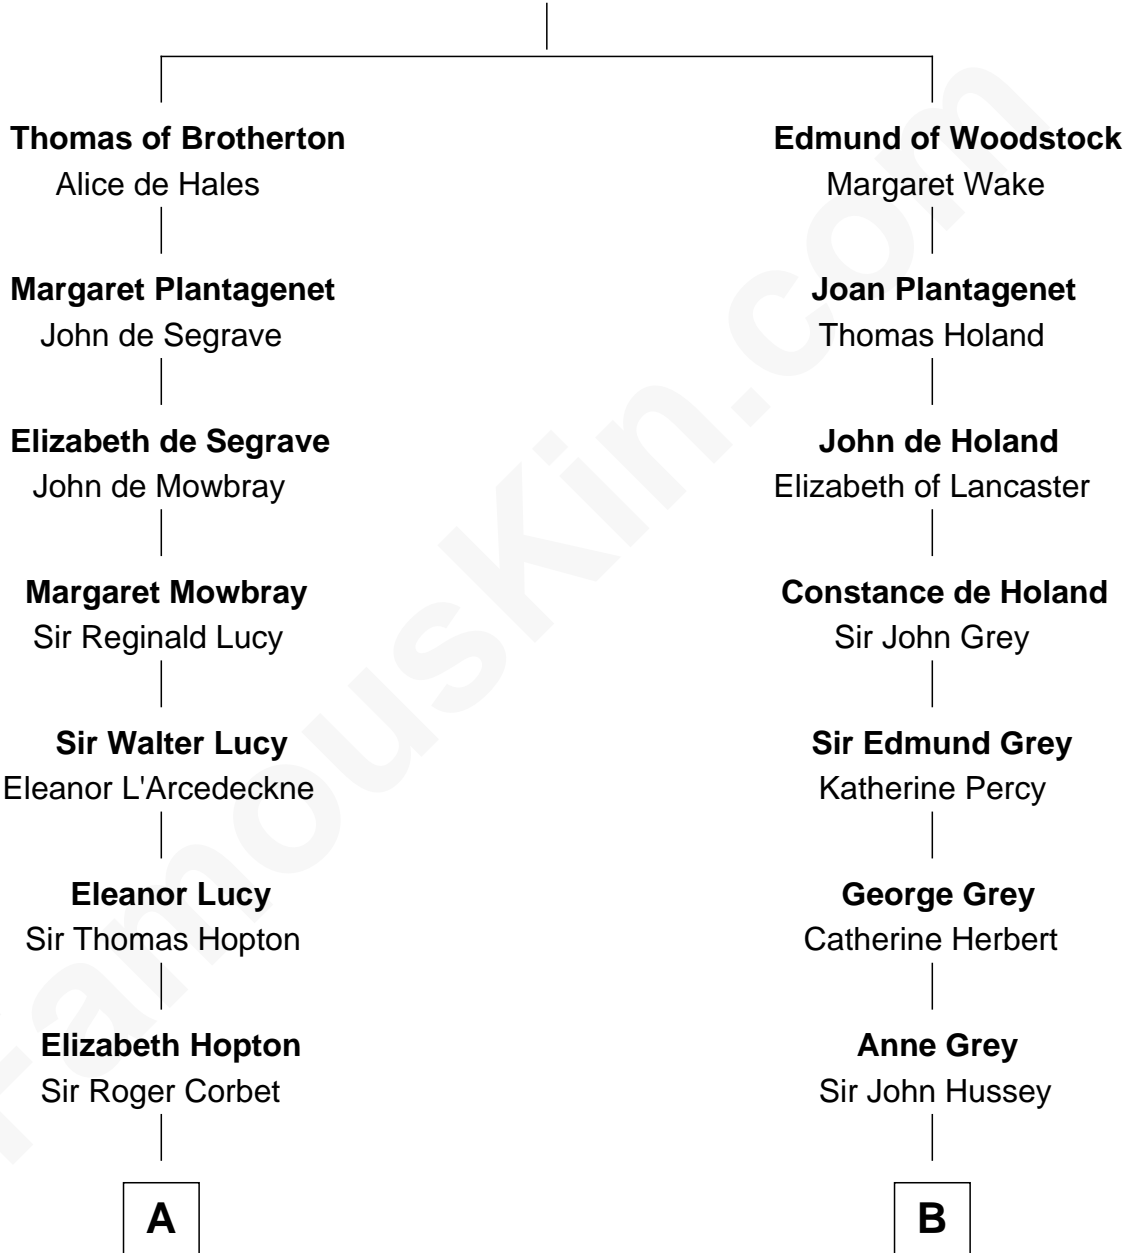 Thomas of Brotherton
Alice de Hales
Margaret Plantagenet
John de Segrave
Elizabeth de Segrave
John de Mowbray
Margaret Mowbray
Sir Reginald Lucy
Sir Walter Lucy
Eleanor L'Arcedeckne
Eleanor Lucy
Sir Thomas Hopton
Elizabeth Hopton
Sir Roger Corbet
A
Edmund of Woodstock
Margaret Wake
Joan Plantagenet
Thomas Holand
John de Holand
Elizabeth of Lancaster
Constance de Holand
Sir John Grey
Sir Edmund Grey
Katherine Percy
George Grey
Catherine Herbert
Anne Grey
Sir John Hussey
B
FamousKin.com